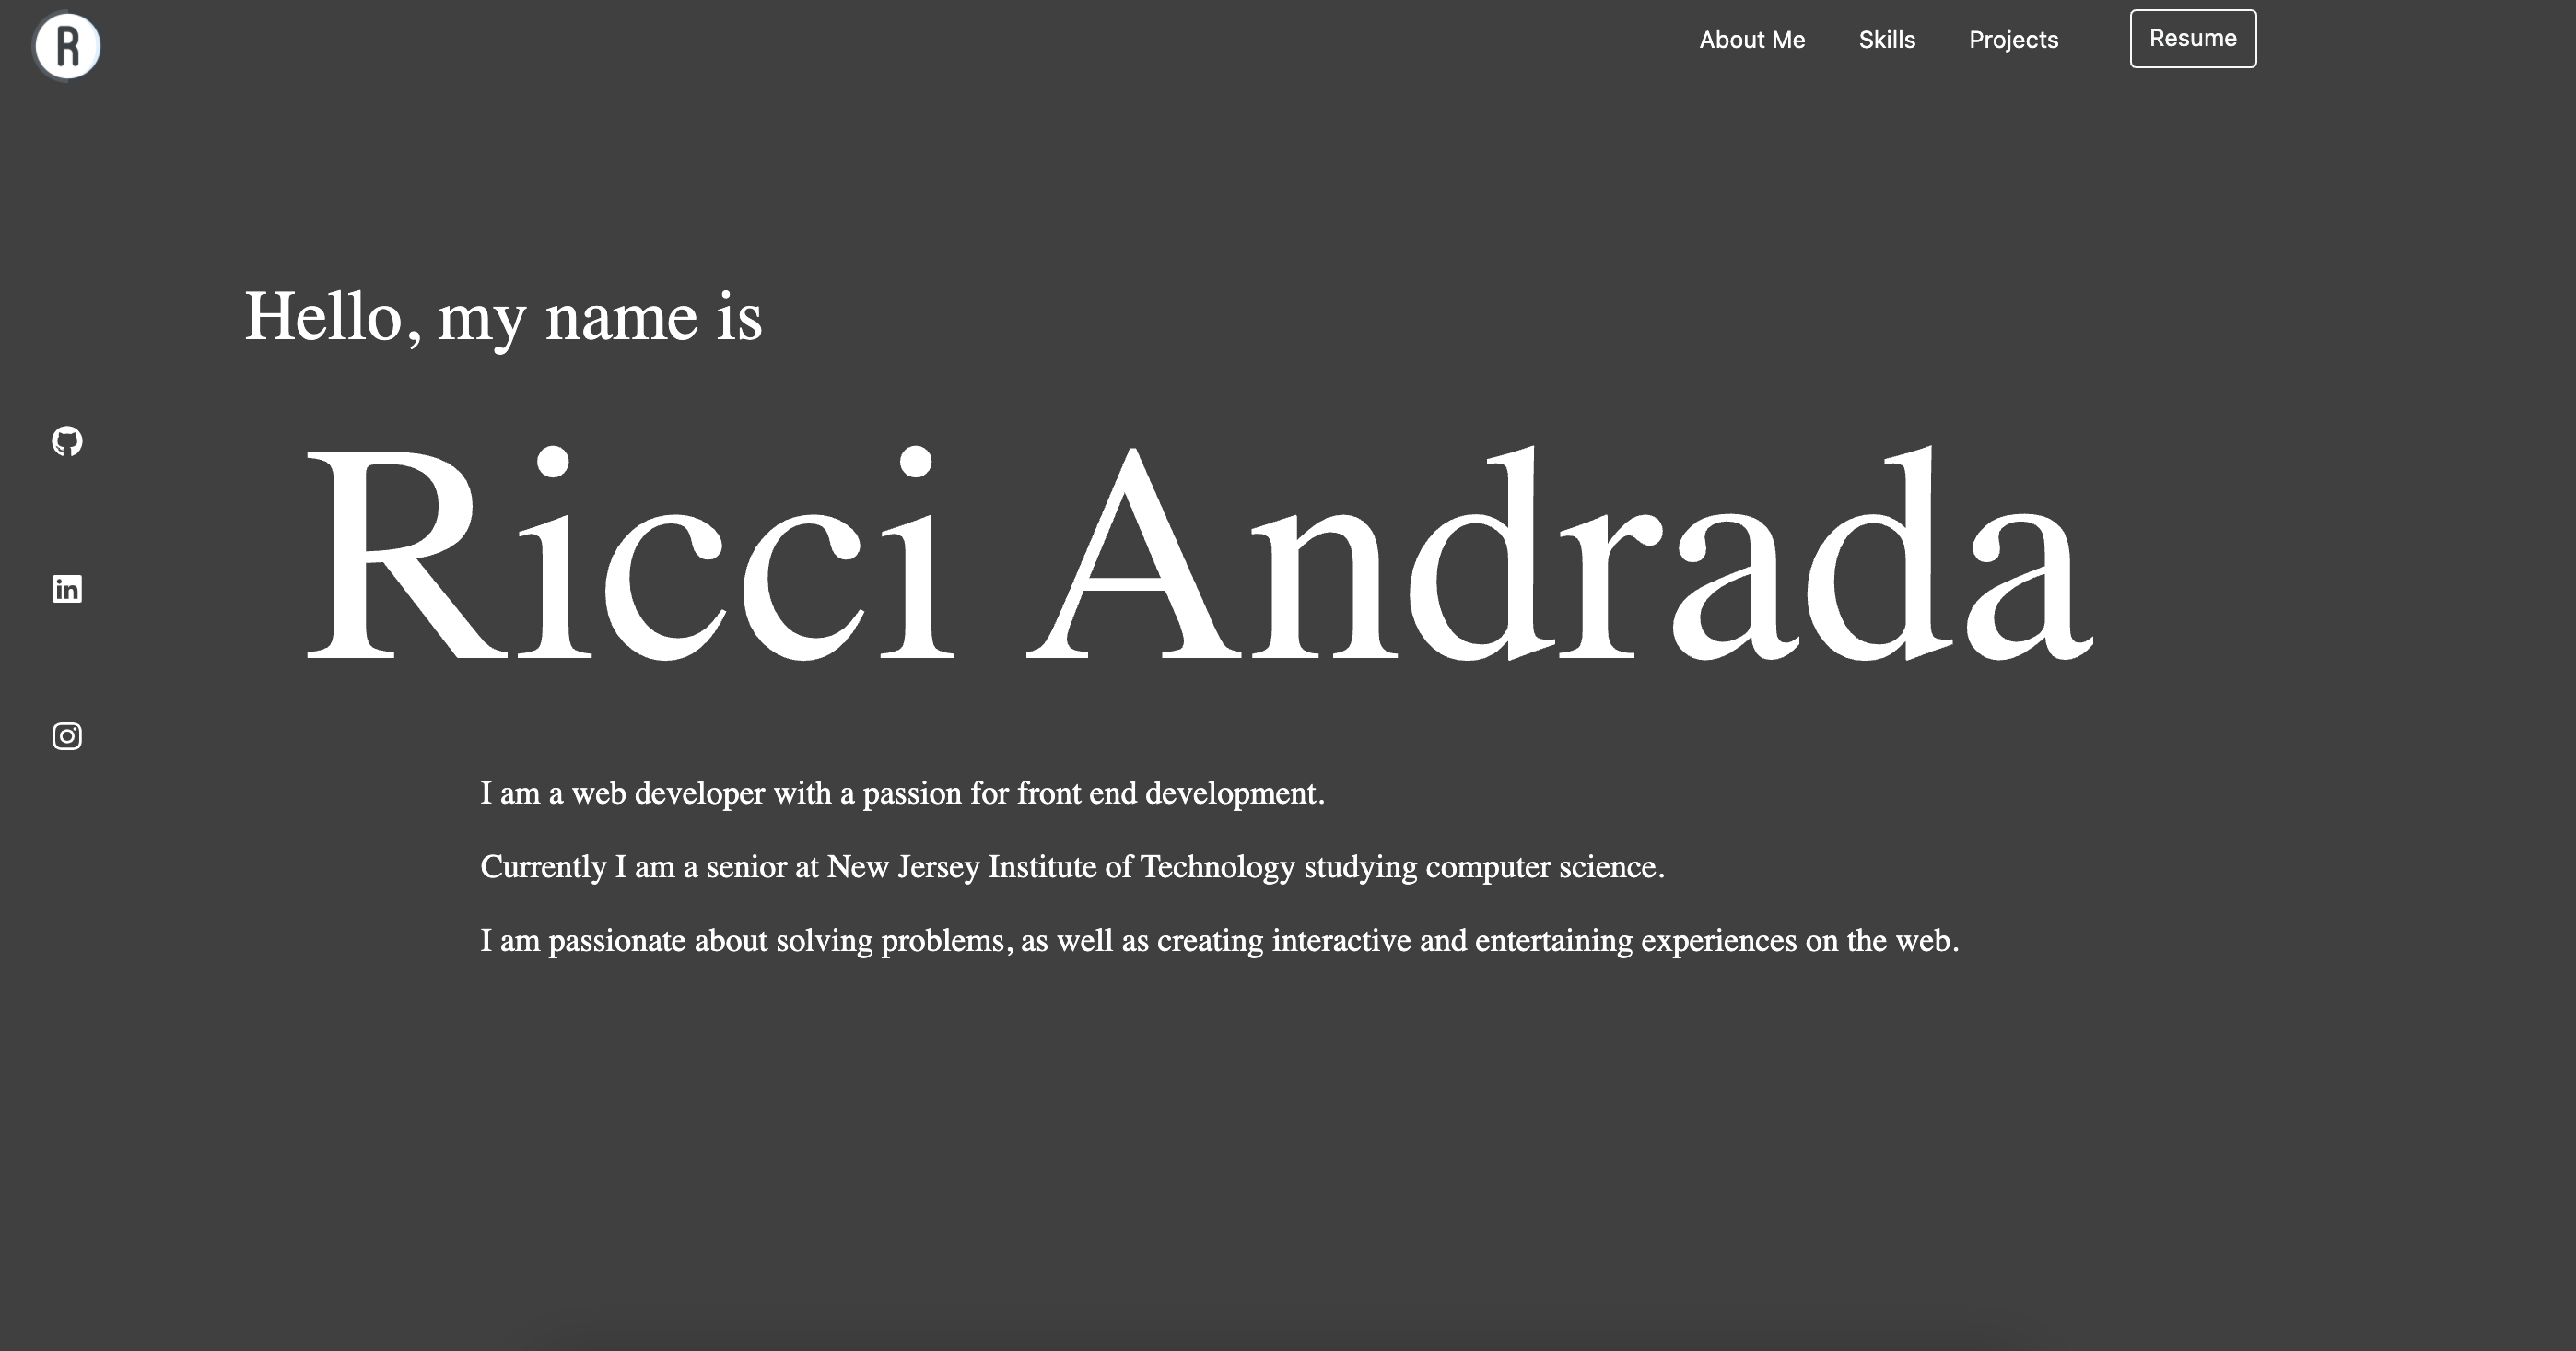 R
About Me
Skills
Projects
Resume
Hello, my name is
in
Ricci Andrada
I am a web developer with a passion for front end development.
Currently I am a senior at New Jersey Institute of Technology studying computer science.
I am passionate about solving problems, as well as creating interactive and entertaining experiences on the web.